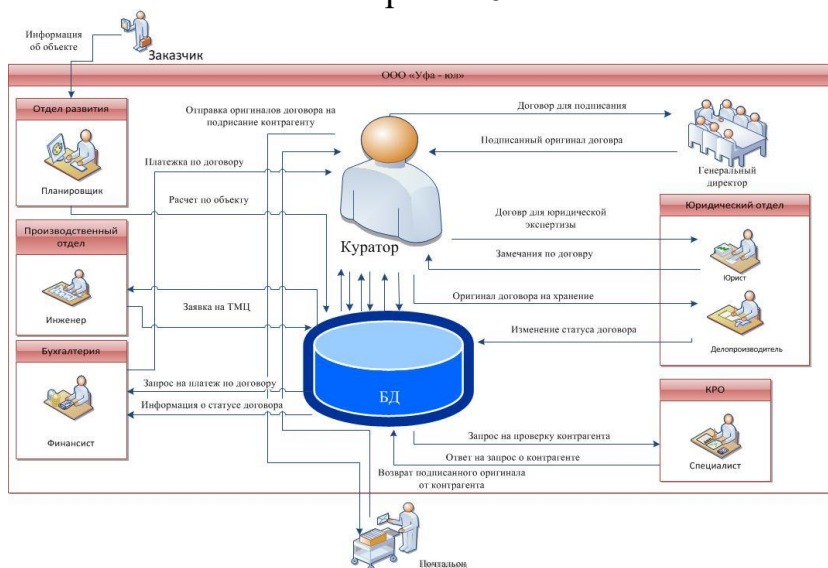 Информация
об объекте
Заказчик
ООО «Уфа - юл»
Отдел развития
Планировщик
Отправка оригиналов договора на
подрисание контрагенту
Договор для подписания
Подписанный оригинал договра
Генеральный
директор
Платежка по договору
Расчет по объекту
Производственный
отдел
Инженер
Куратор
Договр для юридической
экспертизы
Замечания по договру
Юридический отдел
Юрист
Заявка на ТМЦ
Оригинал договора на хранение
Изменение статуса договора
Делопроизводитель
Бухгалтерия
Финансист
Запрос на платеж по договору
Информация о статусе договора
БД
КРО
Специалист
Запрос на проверку контрагента
Ответ на запрос о контрагенте
Возврат подписанного оригинала
от контрагента
Почтальон